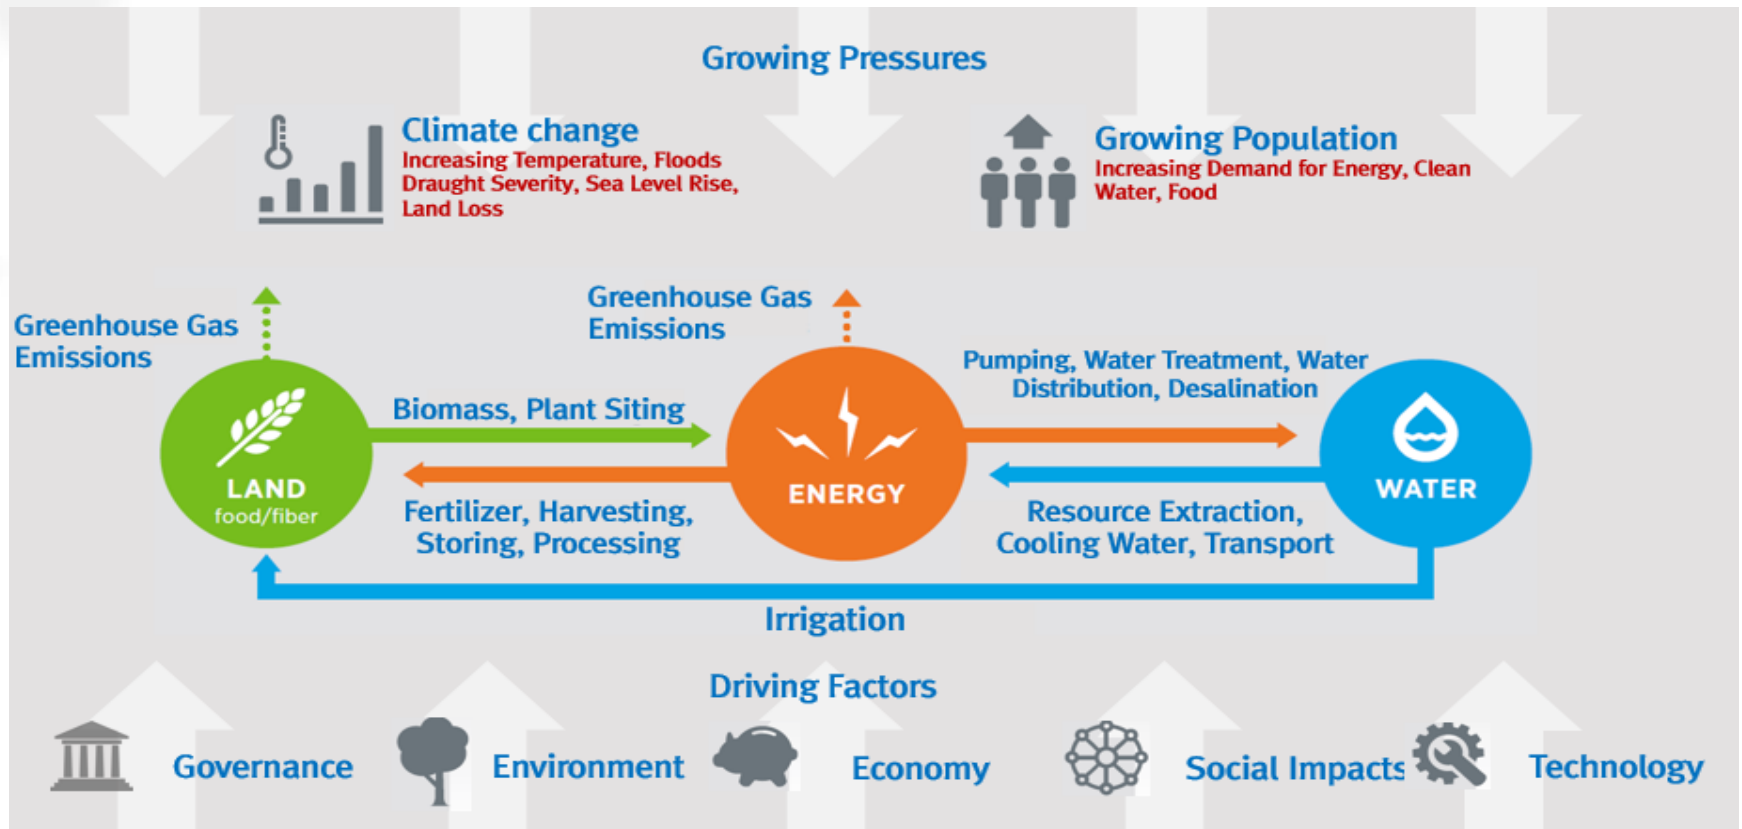 Growing Pressures
Climate change
Increasing Temperature, Floods
Draught Severity, Sea Level Rise,
Land Loss
Growing Population
Increasing Demand for Energy, Clean
Water, Food
Greenhouse Gas
Emissions
Greenhouse Gas
Emissions
Pumping, Water Treatment, Water
Distribution, Desalination
Biomass, Plant Siting
LAND
food/fiber
ENERGY
WATER
Fertilizer, Harvesting,
Storing, Processing
Resource Extraction,
Cooling Water, Transport
Irrigation
Driving Factors
Governance
Environment
Economy
Social Impacts
Technology